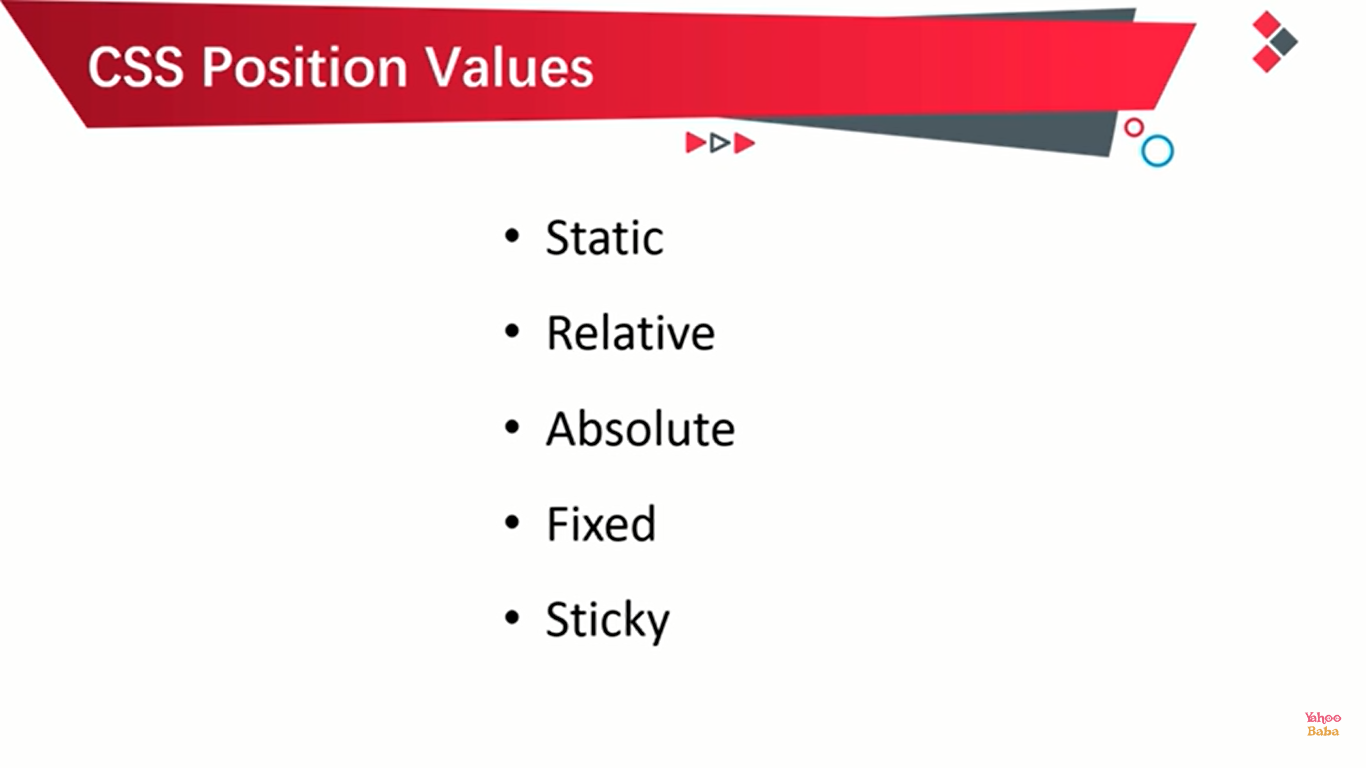 CSS Position Values
• Static
• Relative
• Absolute
• Fixed
• Sticky
Yahoo
Baba